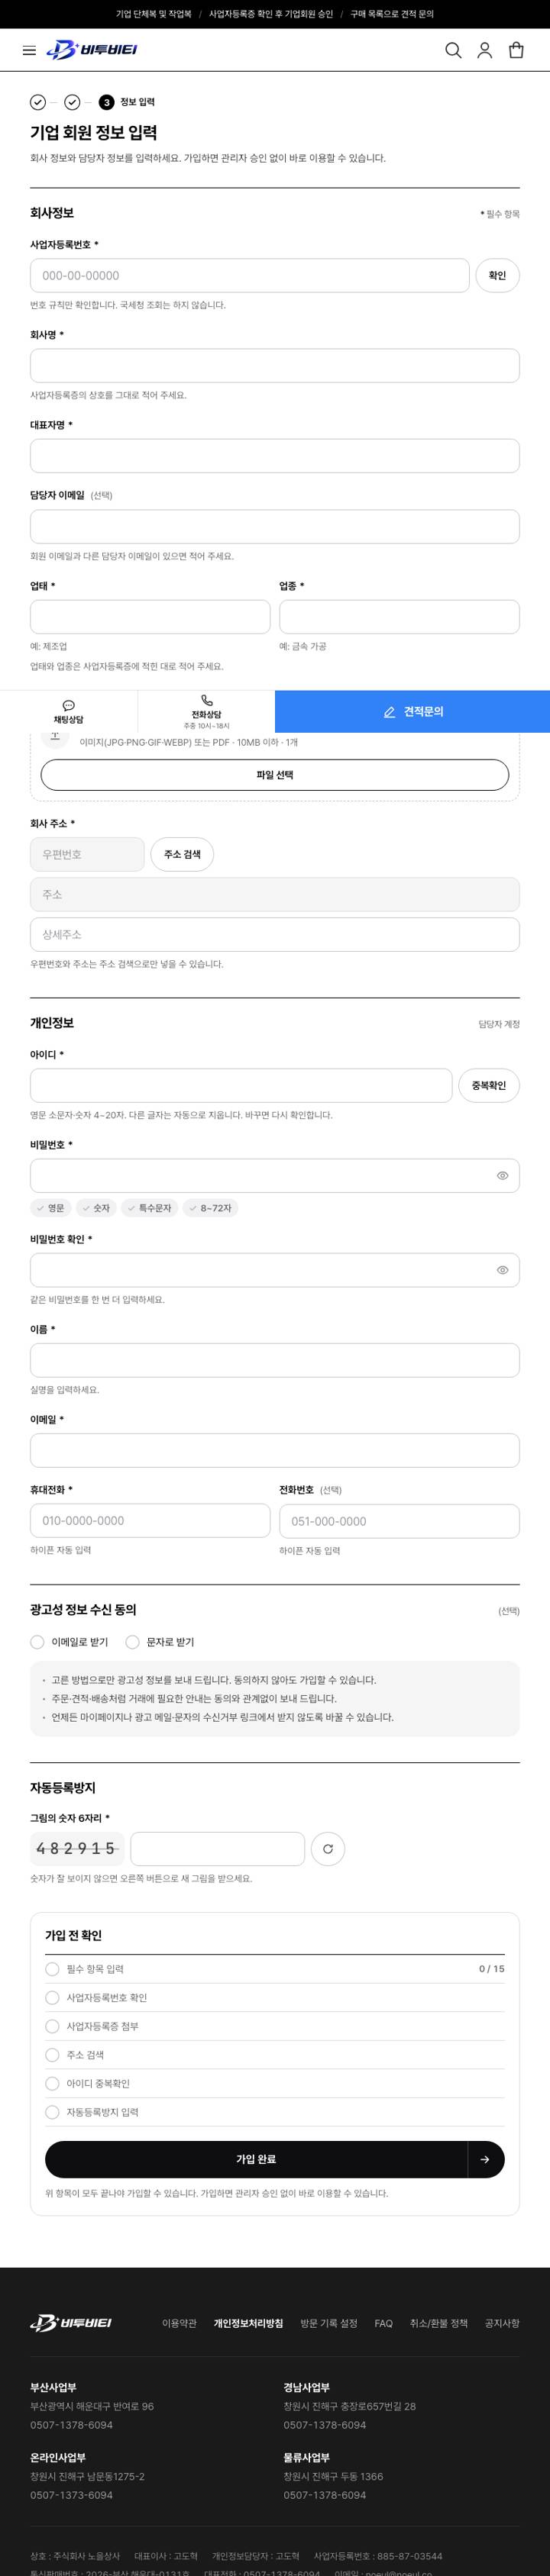 기업 단체복 및 작업복 / 사업자등록증 확인 후 기업회원 승인 / 구매 목록으로 견적 문의
비투비티
3 정보 입력
기업 회원 정보 입력
회사 정보와 담당자 정보를 입력하세요. 가입하면 관리자 승인 없이 바로 이용할 수 있습니다.
회사정보 * 필수 항목
사업자등록번호 *
000-00-00000 확인
번호 규칙만 확인합니다. 국세청 조회는 하지 않습니다.
회사명 *
사업자등록증의 상호를 그대로 적어 주세요.
대표자명 *
담당자 이메일 (선택)
회원 이메일과 다른 담당자 이메일이 있으면 적어 주세요.
업태 * 업종 *
예: 제조업 예: 금속 가공
업태와 업종은 사업자등록증에 적힌 대로 적어 주세요.
채팅상담 전화상담 견적문의
주중 10시~18시
이미지(JPG·PNG·GIF·WEBP) 또는 PDF · 10MB 이하 · 1개
파일 선택
회사 주소 *
우편번호 주소 검색
주소
상세주소
우편번호와 주소는 주소 검색으로만 넣을 수 있습니다.
개인정보 담당자 계정
아이디 *
중복확인
영문 소문자·숫자 4~20자. 다른 글자는 자동으로 지웁니다. 바꾸면 다시 확인합니다.
비밀번호 *
영문 숫자 특수문자 8~72자
비밀번호 확인 *
같은 비밀번호를 한 번 더 입력하세요.
이름 *
실명을 입력하세요.
이메일 *
휴대전화 * 전화번호 (선택)
010-0000-0000 051-000-0000
하이픈 자동 입력 하이픈 자동 입력
광고성 정보 수신 동의 (선택)
이메일로 받기 문자로 받기
· 고른 방법으로만 광고성 정보를 보내 드립니다. 동의하지 않아도 가입할 수 있습니다.
· 주문·견적·배송처럼 거래에 필요한 안내는 동의와 관계없이 보내 드립니다.
· 언제든 마이페이지나 광고 메일·문자의 수신거부 링크에서 받지 않도록 바꿀 수 있습니다.
자동등록방지
그림의 숫자 6자리 *
482915
숫자가 잘 보이지 않으면 오른쪽 버튼으로 새 그림을 받으세요.
가입 전 확인
필수 항목 입력 0 / 15
사업자등록번호 확인
사업자등록증 첨부
주소 검색
아이디 중복확인
자동등록방지 입력
가입 완료 →
위 항목이 모두 끝나야 가입할 수 있습니다. 가입하면 관리자 승인 없이 바로 이용할 수 있습니다.
비투비티 이용약관 개인정보처리방침 방문 기록 설정 FAQ 취소/환불 정책 공지사항
부산사업부 경남사업부
부산광역시 해운대구 반여로 96 창원시 진해구 충장로657번길 28
0507-1378-6094 0507-1378-6094
온라인사업부 물류사업부
창원시 진해구 남문동1275-2 창원시 진해구 두동 1366
0507-1373-6094 0507-1378-6094
상호 : 주식회사 노을상사 대표이사 : 고도혁 개인정보담당자 : 고도혁 사업자등록번호 : 885-87-03544
통신판매번호 : 2026-부산 해운대-0131호 대표전화 : 0507-1378-6094 이메일 : noeul@noeul.co